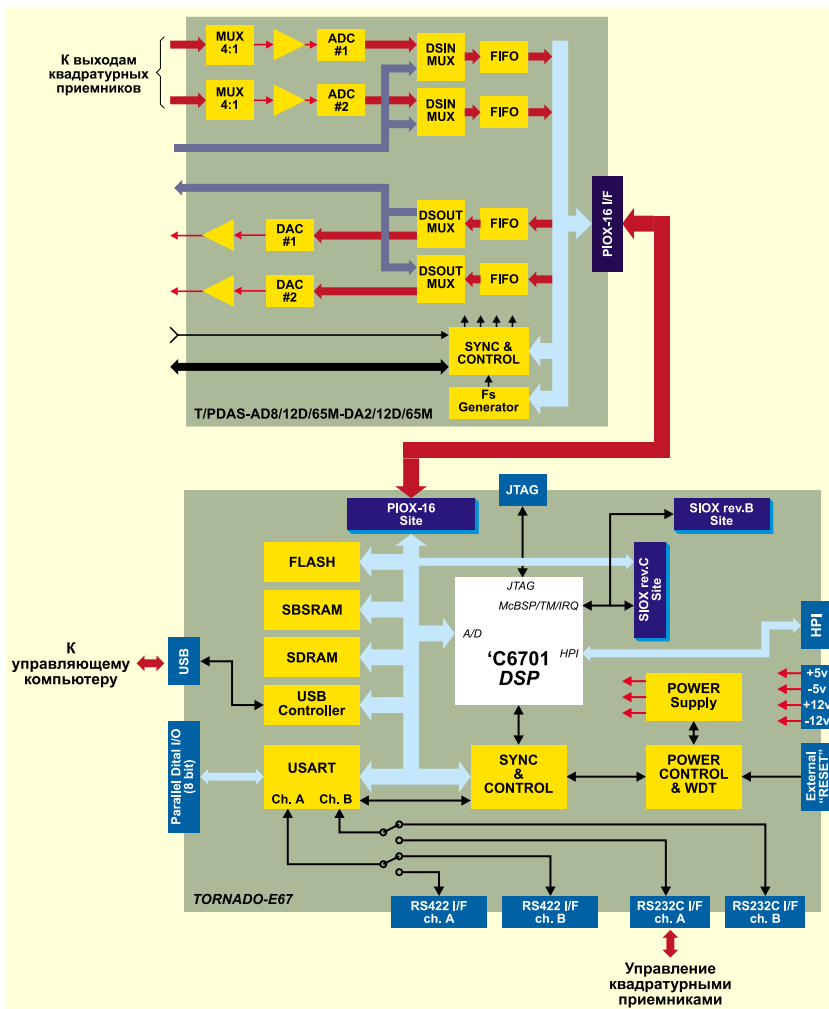 К выходам
квадратурных
приемников
MUX
4:1
ADC
#1
DSIN
MUX
FIFO
MUX
4:1
ADC
#2
DSIN
MUX
FIFO
PIOX-16 I/F
DAC
#1
DSOUT
MUX
FIFO
DAC
#2
DSOUT
MUX
FIFO
SYNC &
CONTROL
Fs
Generator
T/PDAS-AD8/12D/65M-DA2/12D/65M
PIOX-16
Site
JTAG
SIOX rev.B
Site
FLASH
SBSRAM
SDRAM
USB
Controller
JTAG
McBSP/TM/IRQ
A/D
HPI
'C6701
DSP
SIOX rev.C
Site
HPI
К
управляющему
компьютеру
USB
+5v
-5v
+12v
-12v
POWER
Supply
Parallel Dital I/O
(8 bit)
USART
Ch. A
Ch. B
SYNC
&
CONTROL
POWER
CONTROL
& WDT
External
"RESET"
TORNADO-E67
RS422 I/F
ch. A
RS422 I/F
ch. B
RS232C I/F
ch. A
RS232C I/F
ch. B
Управление
квадратурными
приемниками